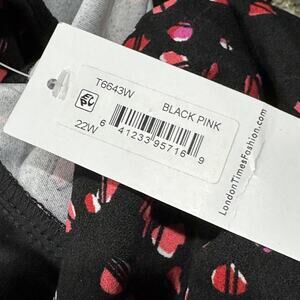 T6643W
BLACK PINK
22W
6 41233 95716 9
LondonTimesFashion.com